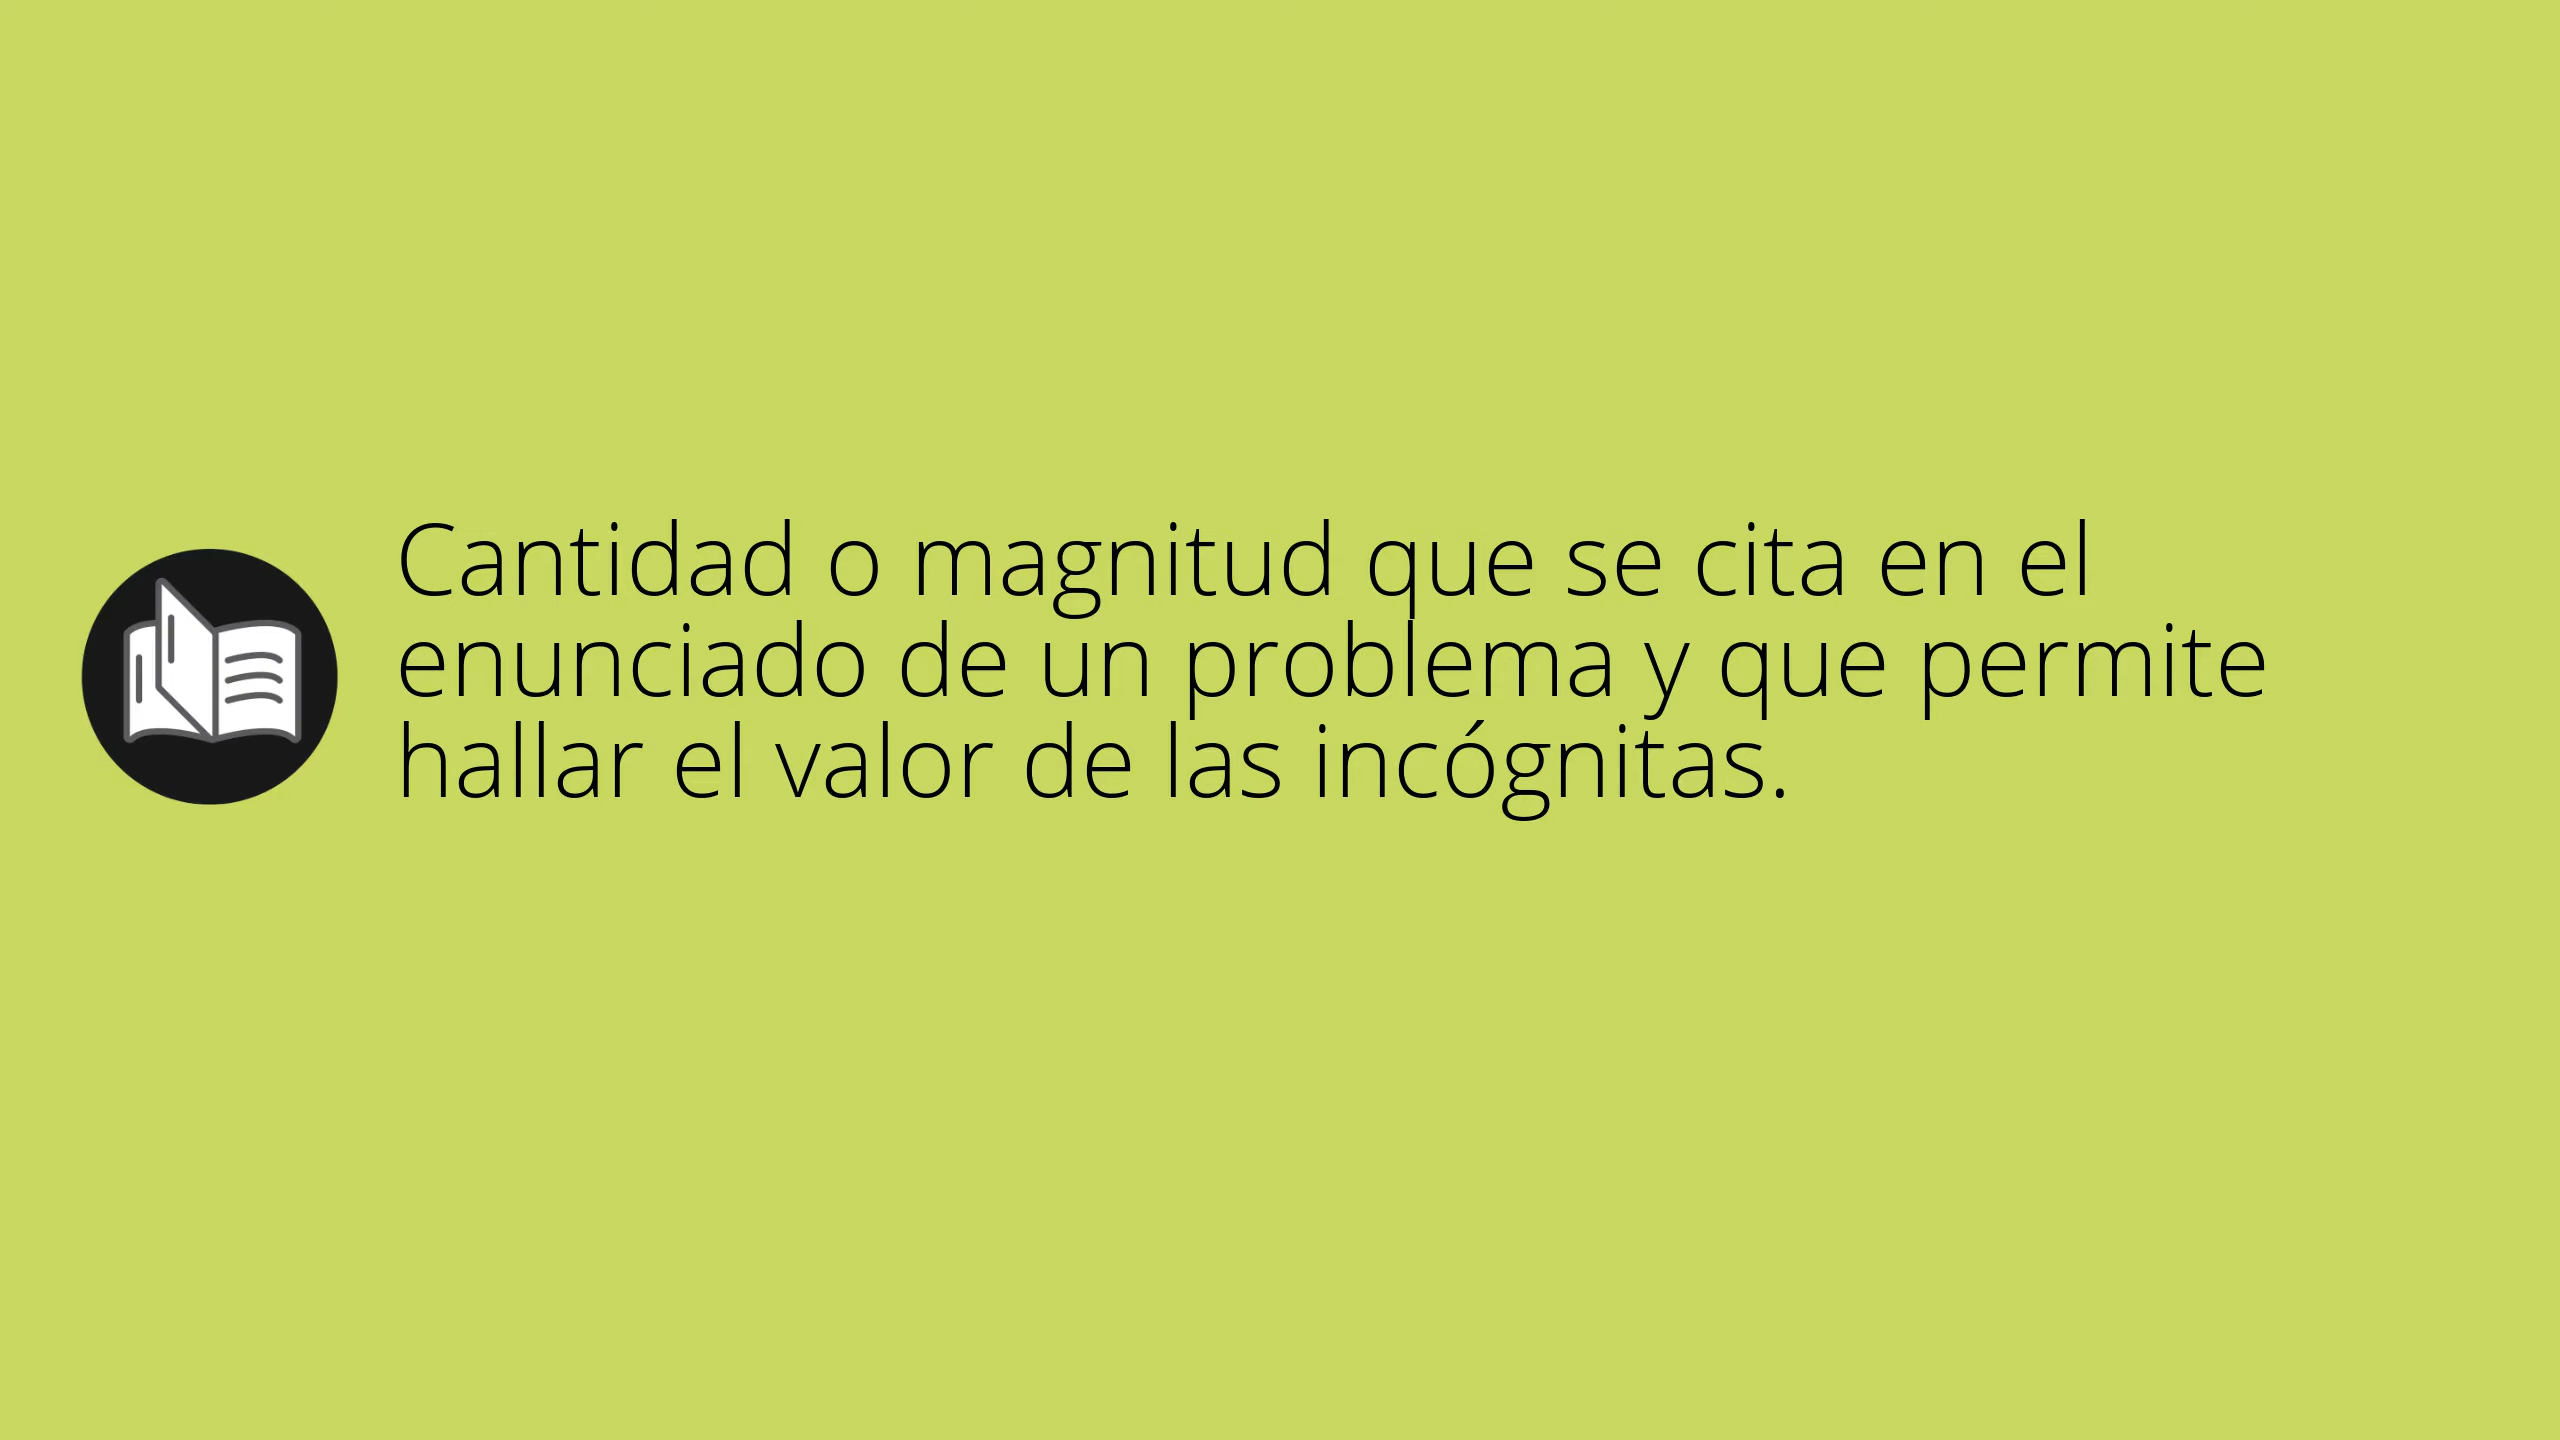 Cantidad o magnitud que se cita en el
enunciado de un problema y que permite
hallar el valor de las incógnitas.